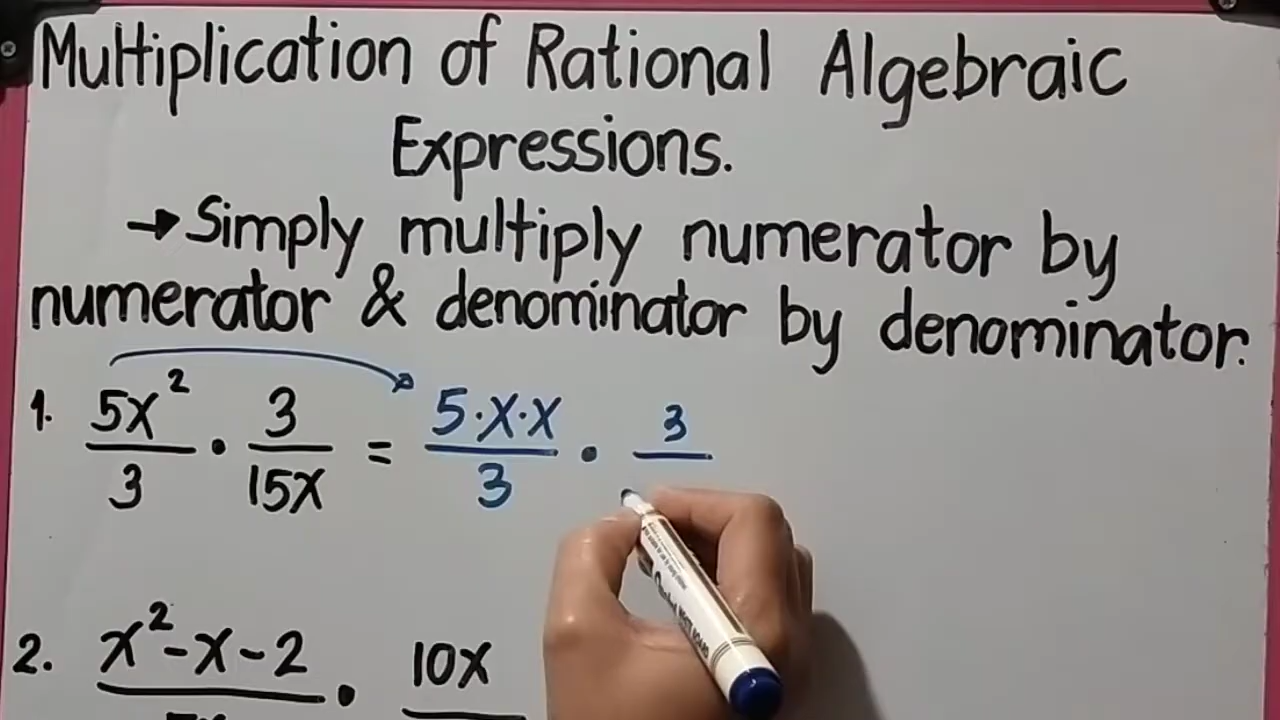 Multiplication of Rational Algebraic
Expressions.
→ Simply multiply numerator by
numerator & denominator by denominator.
1. 5x²/3 · 3/15x = 5·x·x/3 · 3/
2. x²-x-2 · 10x